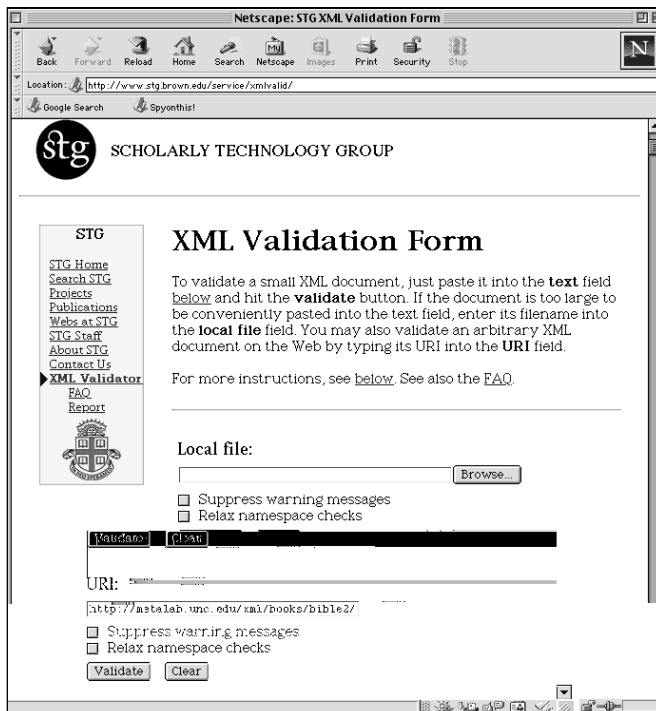 Netscape: STG XML Validation Form
Back Forward Reload Home Search Netscape Images Print Security Stop
N
Location: http://www.stg.brown.edu/service/xmlvalid/
Google Search Spyonthis!
stg SCHOLARLY TECHNOLOGY GROUP
STG
STG Home
Search STG
Projects
Publications
Webs at STG
STG Staff
About STG
Contact Us
XML Validator
FAQ
Report
XML Validation Form
To validate a small XML document, just paste it into the text field
below and hit the validate button. If the document is too large to
be conveniently pasted into the text field, enter its filename into
the local file field. You may also validate an arbitrary XML
document on the Web by typing its URI into the URI field.
For more instructions, see below. See also the FAQ.
Local file:
Browse...
Suppress warning messages
Relax namespace checks
Validate Clear
URI:
http://metalab.unc.edu/xml/books/bible2/
Suppress warning messages
Relax namespace checks
Validate Clear